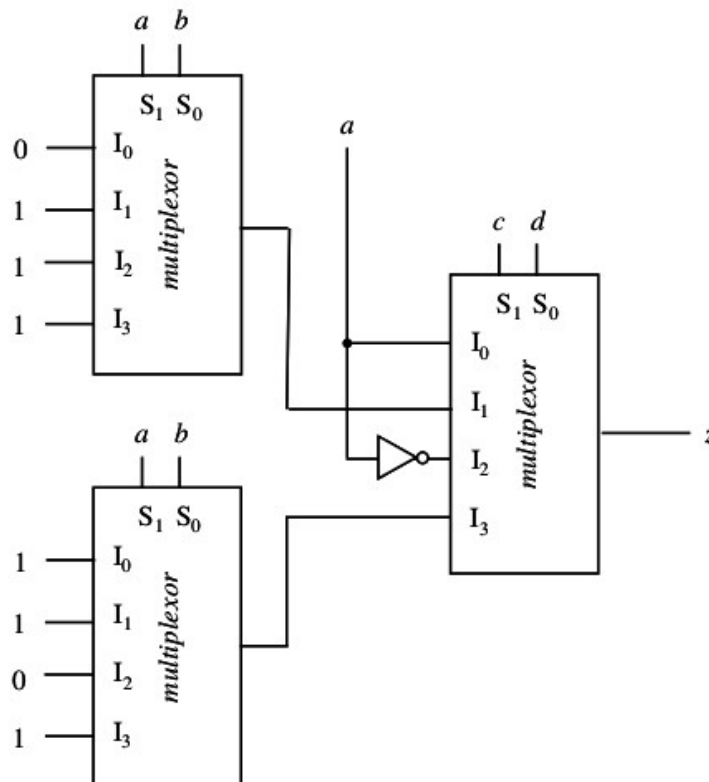 a b
S₁ S₀
0 I₀
1 I₁
1 I₂
1 I₃
multiplexor
a
c d
S₁ S₀
I₀
I₁
I₂
I₃
multiplexor
z
a b
S₁ S₀
1 I₀
1 I₁
0 I₂
1 I₃
multiplexor